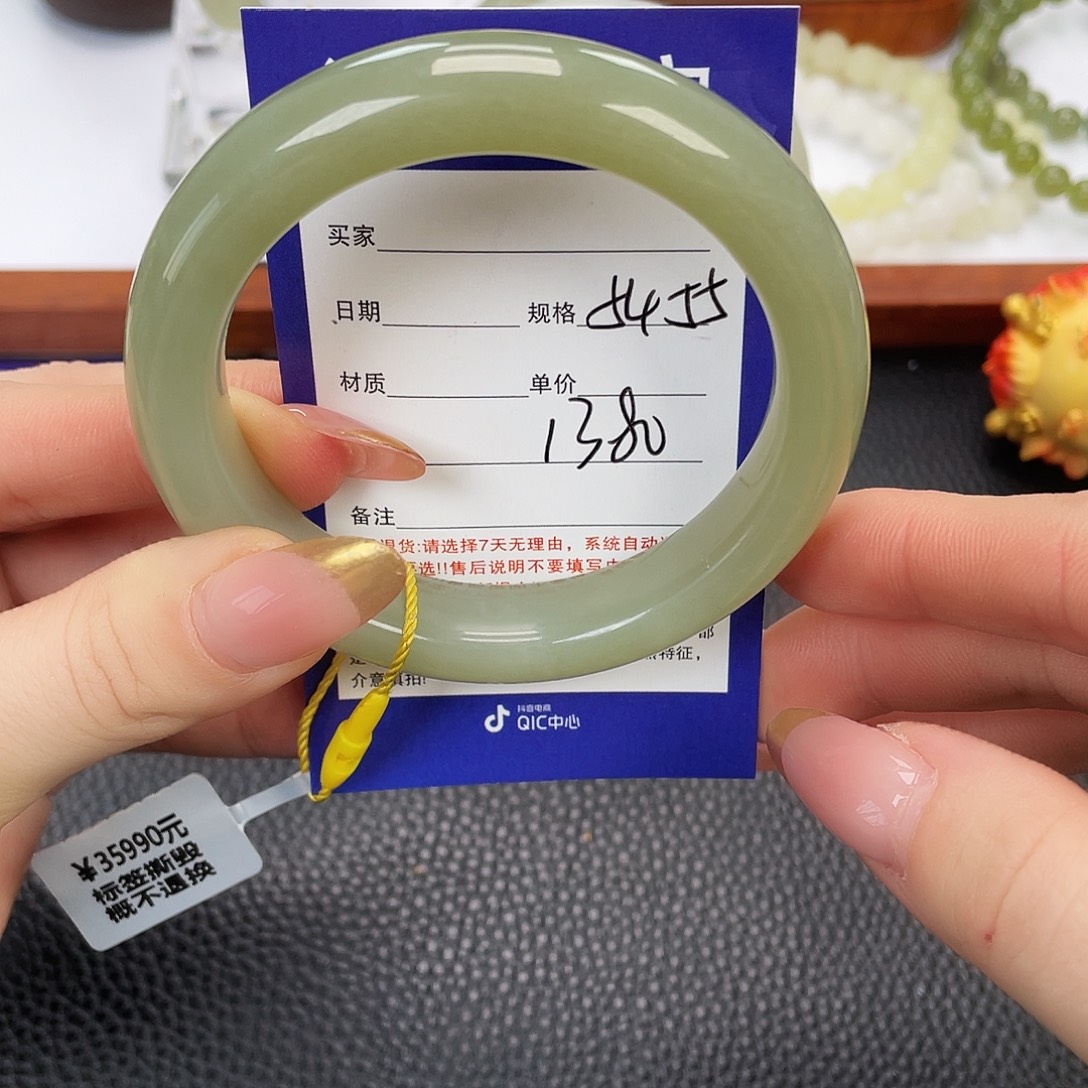 买家
日期 规格 54 55
材质 单价
1380
备注
退货:请选择7天无理由，系统自动
选!!售后说明不要填写
特征，
介意慎拍!
抖音电商
QIC中心
¥35990元
标签撕毁
概不退换